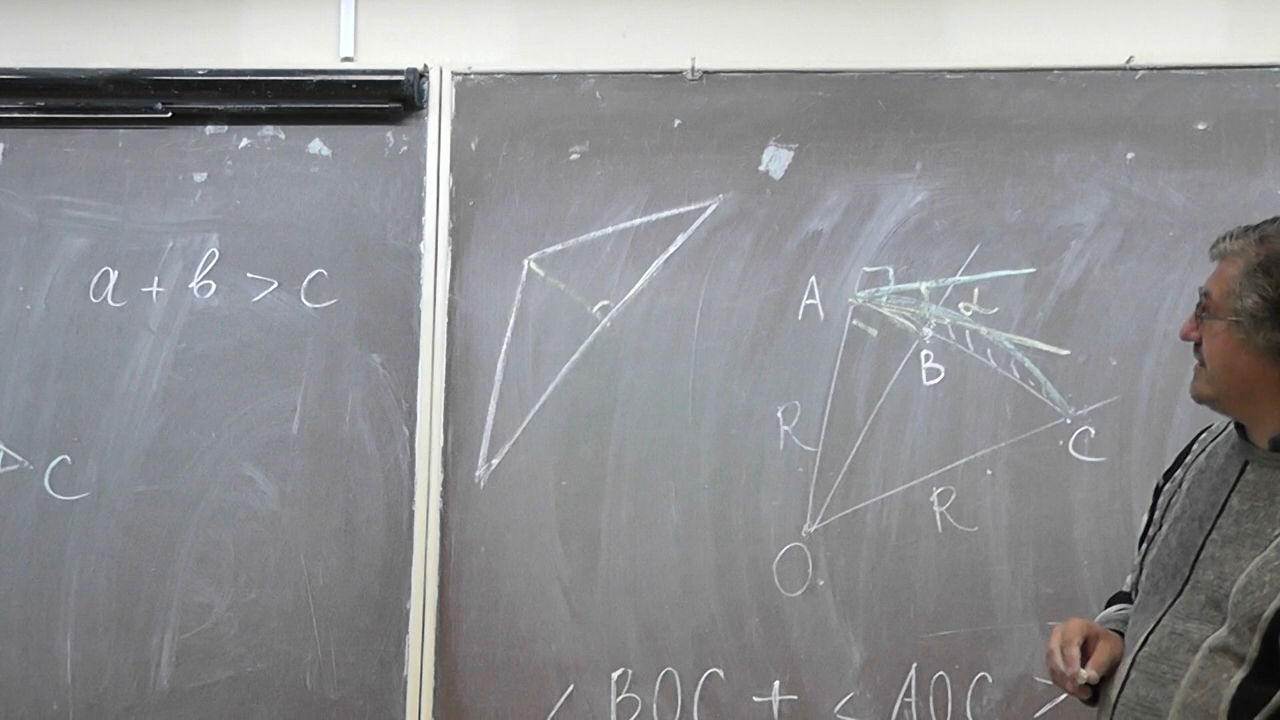 a + b > c
C
A
α
B
R
C
R
O
< BOC + < AOC >